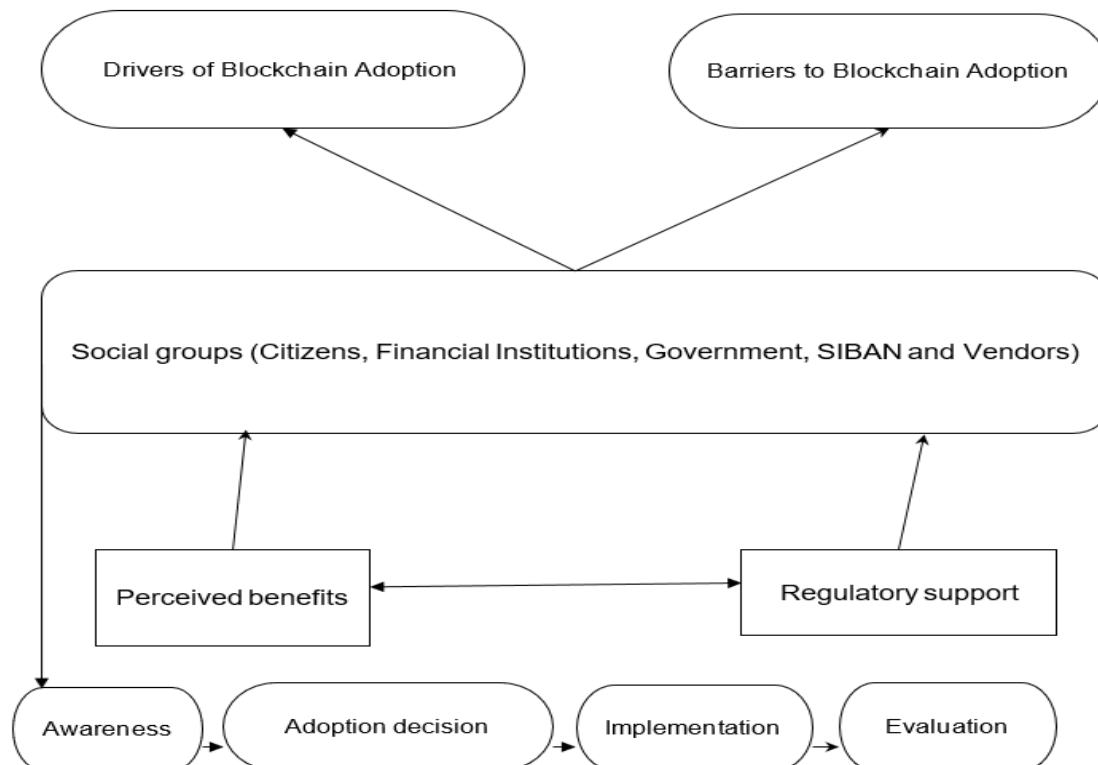 Drivers of Blockchain Adoption
Barriers to Blockchain Adoption
Social groups (Citizens, Financial Institutions, Government, SIBAN and Vendors)
Perceived benefits
Regulatory support
Awareness
Adoption decision
Implementation
Evaluation